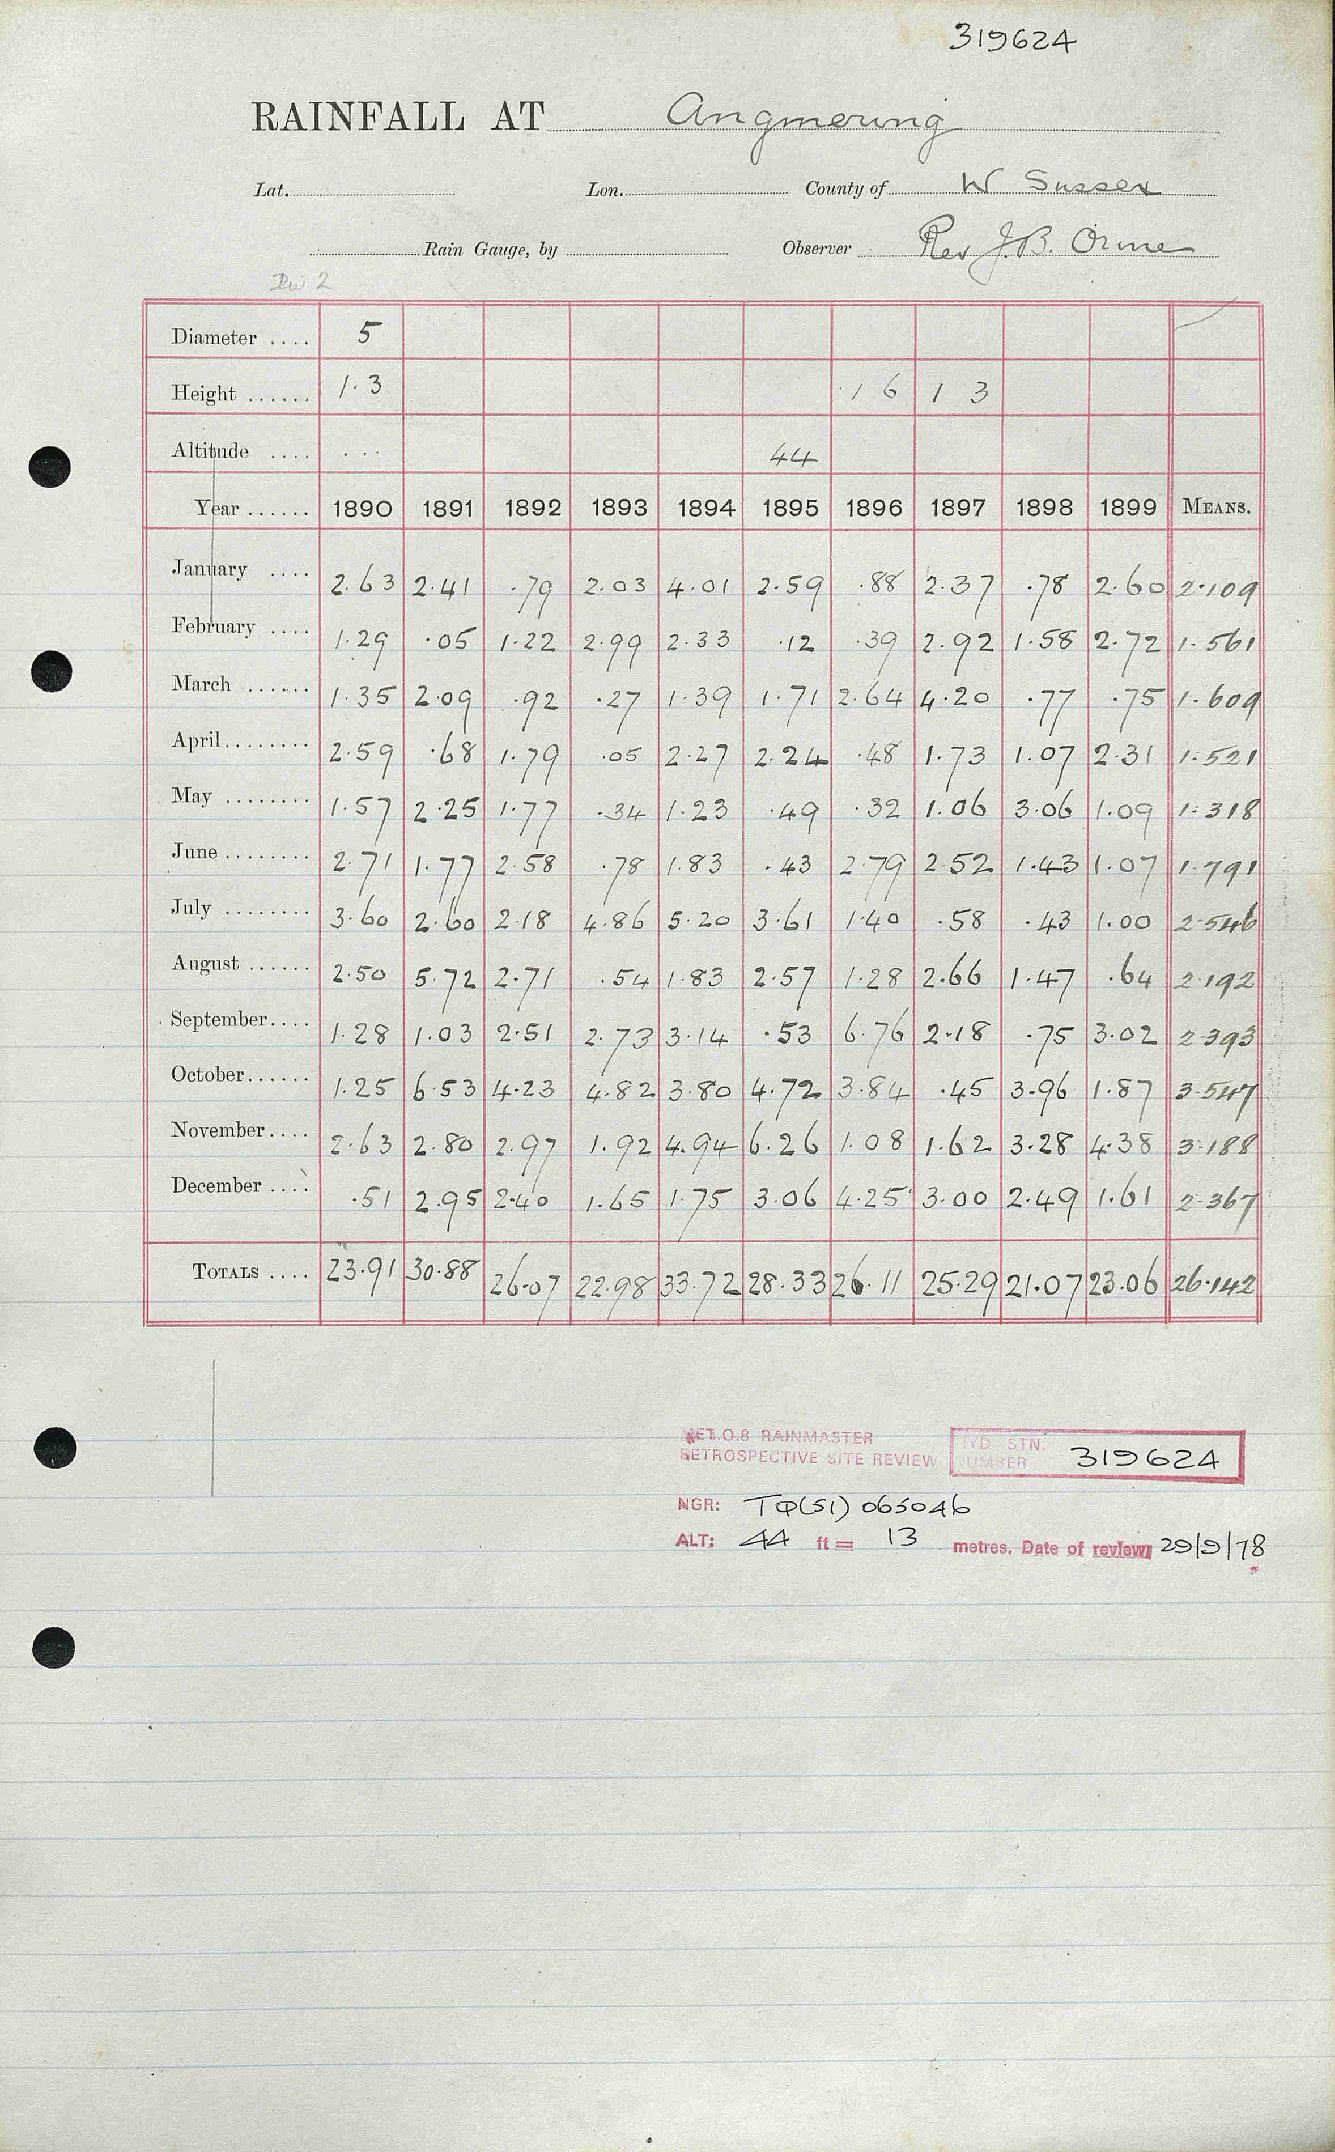 319624
RAINFALL AT Angmering
Lat. Lon. County of W Sussex
Rain Gauge, by Observer Rev J.B. Orme
Diameter .... 5
Height ...... 1.3 1 6 1 3
Altitude .... ... 44
Year ...... 1890 1891 1892 1893 1894 1895 1896 1897 1898 1899 MEANS.
January .... 2.63 2.41 .79 2.03 4.01 2.59 .88 2.37 .78 2.60 2.109
February .... 1.29 .05 1.22 2.99 2.33 .12 .39 2.92 1.58 2.72 1.561
March ...... 1.35 2.09 .92 .27 1.39 1.71 2.64 4.20 .77 .75 1.609
April........ 2.59 .68 1.79 .05 2.27 2.24 .48 1.73 1.07 2.31 1.521
May ........ 1.57 2.25 1.77 .34 1.23 .49 .32 1.06 3.06 1.09 1.318
June ........ 2.71 1.77 2.58 .78 1.83 .43 2.79 2.52 1.43 1.07 1.791
July ........ 3.60 2.60 2.18 4.86 5.20 3.61 1.40 .58 .43 1.00 2.546
August ...... 2.50 5.72 2.71 .54 1.83 2.57 1.28 2.66 1.47 .64 2.192
September.... 1.28 1.03 2.51 2.73 3.14 .53 6.76 2.18 .75 3.02 2.393
October...... 1.25 6.53 4.23 4.82 3.80 4.72 3.84 .45 3.96 1.87 3.547
November.... 2.63 2.80 2.97 1.92 4.94 6.26 1.08 1.62 3.28 4.38 3.188
December .... .51 2.95 2.40 1.65 1.75 3.06 4.25 3.00 2.49 1.61 2.367
TOTALS .... 23.91 30.88 26.07 22.98 33.72 28.33 26.11 25.29 21.07 23.06 26.142
MET.O.8 RAINMASTER
RETROSPECTIVE SITE REVIEW
STN. 319624
NGR: TQ(51) 065046
ALT: 44 ft = 13 metres. Date of review 29/9/78